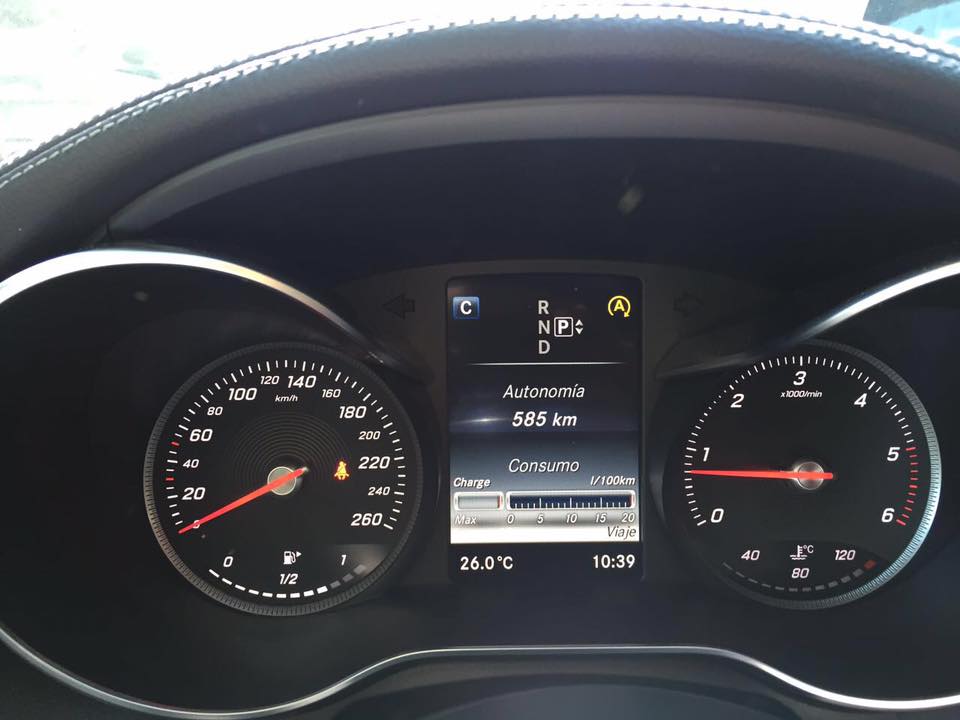 C
R
N P
D
A
Autonomía
585 km
Consumo
Charge l/100km
Max 0 5 10 15 20
Viaje
26.0°C 10:39
0
20
40
60
80
100
120
140
160
180
200
220
240
260
km/h
0 1/2 1
0
1
2
3
4
5
6
x1000/min
40 °C 120
80